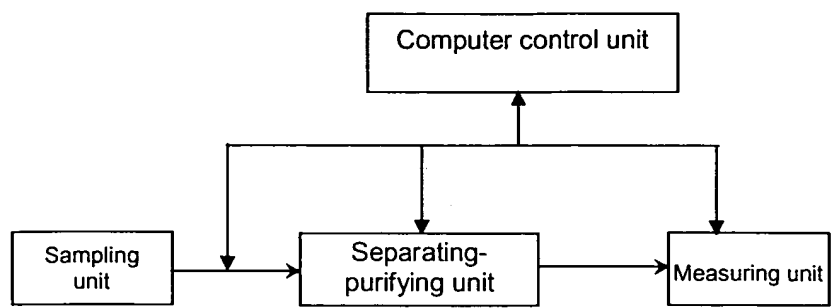 Computer control unit
Sampling
unit
Separating-
purifying unit
Measuring unit